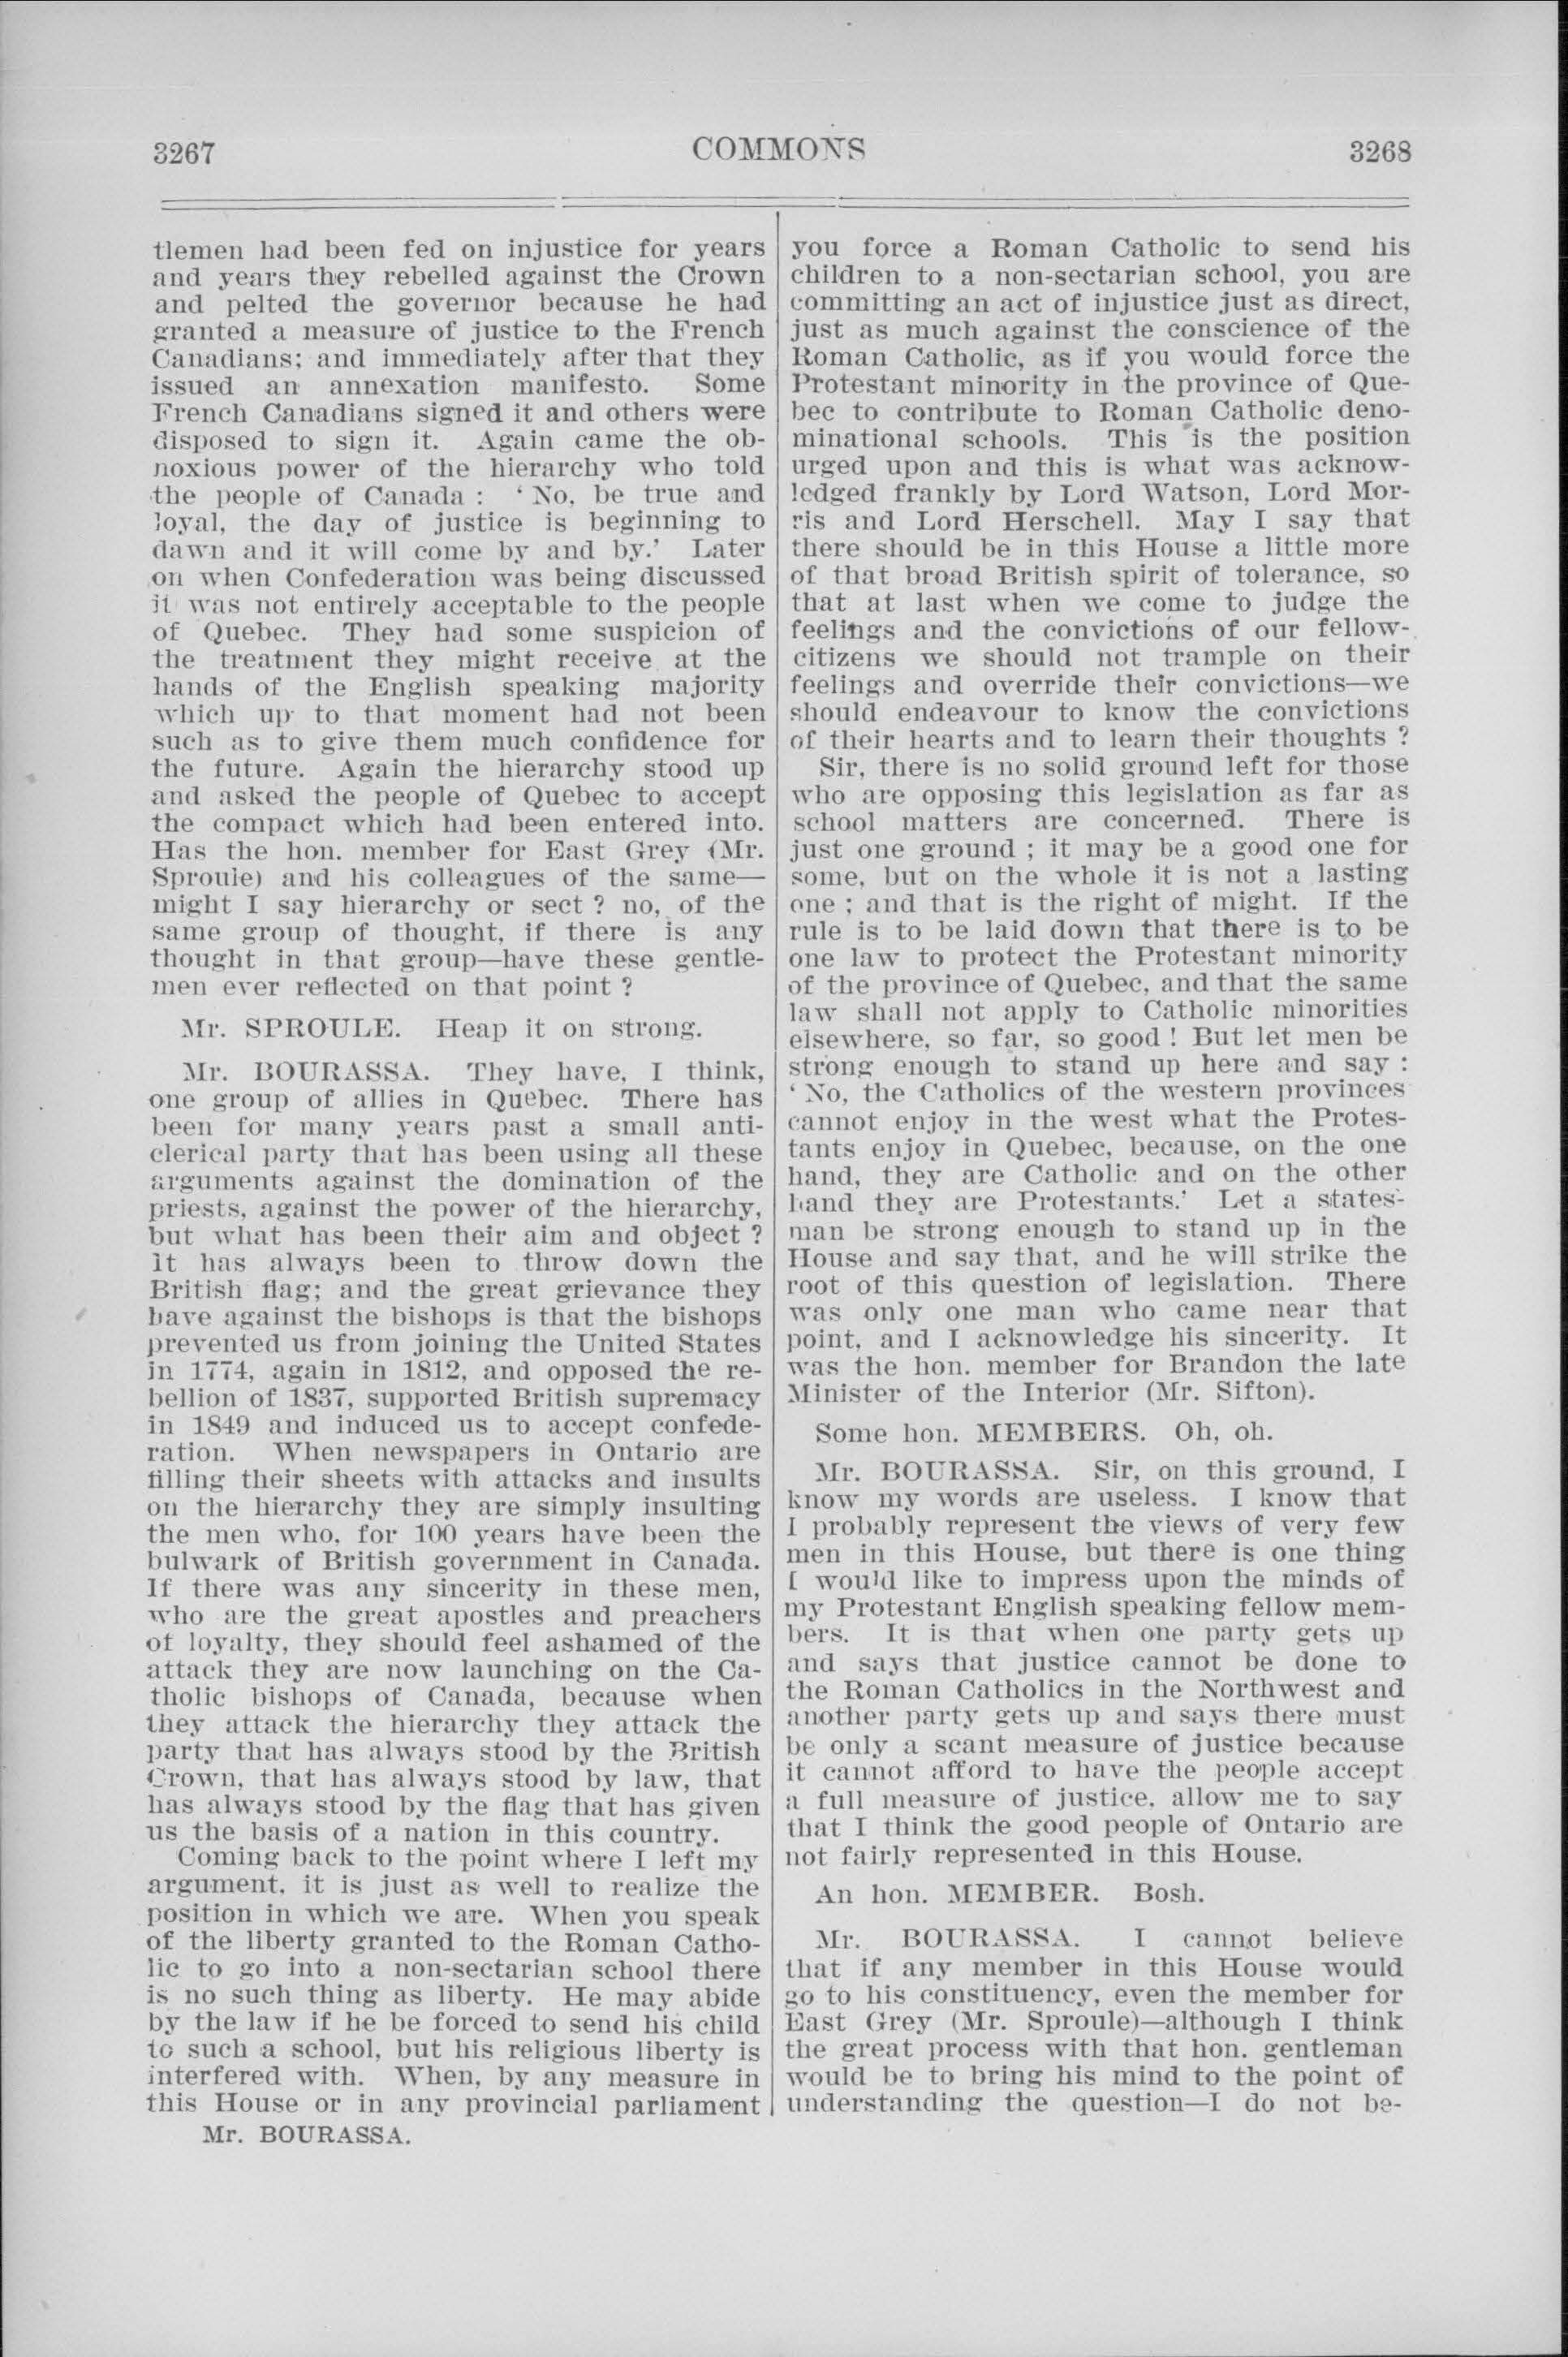 3267
COMMONS
3268
tlemen had been fed on injustice for years
and years they rebelled against the Crown
and pelted the governor because he had
granted a measure of justice to the French
Canadians; and immediately after that they
issued an annexation manifesto. Some
French Canadians signed it and others were
disposed to sign it. Again came the ob-
noxious power of the hierarchy who told
the people of Canada : ‘ No, be true and
loyal, the day of justice is beginning to
dawn and it will come by and by.’ Later
on when Confederation was being discussed
it was not entirely acceptable to the people
of Quebec. They had some suspicion of
the treatment they might receive at the
hands of the English speaking majority
which up to that moment had not been
such as to give them much confidence for
the future. Again the hierarchy stood up
and asked the people of Quebec to accept
the compact which had been entered into.
Has the hon. member for East Grey (Mr.
Sproule) and his colleagues of the same—
might I say hierarchy or sect ? no, of the
same group of thought, if there is any
thought in that group—have these gentle-
men ever reflected on that point ?
Mr. SPROULE. Heap it on strong.
Mr. BOURASSA. They have, I think,
one group of allies in Quebec. There has
been for many years past a small anti-
clerical party that has been using all these
arguments against the domination of the
priests, against the power of the hierarchy,
but what has been their aim and object ?
It has always been to throw down the
British flag; and the great grievance they
have against the bishops is that the bishops
prevented us from joining the United States
in 1774, again in 1812, and opposed the re-
bellion of 1837, supported British supremacy
in 1849 and induced us to accept confede-
ration. When newspapers in Ontario are
filling their sheets with attacks and insults
on the hierarchy they are simply insulting
the men who, for 100 years have been the
bulwark of British government in Canada.
If there was any sincerity in these men,
who are the great apostles and preachers
of loyalty, they should feel ashamed of the
attack they are now launching on the Ca-
tholic bishops of Canada, because when
they attack the hierarchy they attack the
party that has always stood by the British
Crown, that has always stood by law, that
has always stood by the flag that has given
us the basis of a nation in this country.
Coming back to the point where I left my
argument, it is just as well to realize the
position in which we are. When you speak
of the liberty granted to the Roman Catho-
lic to go into a non-sectarian school there
is no such thing as liberty. He may abide
by the law if he be forced to send his child
to such a school, but his religious liberty is
interfered with. When, by any measure in
this House or in any provincial parliament
Mr. BOURASSA.
you force a Roman Catholic to send his
children to a non-sectarian school, you are
committing an act of injustice just as direct,
just as much against the conscience of the
Roman Catholic, as if you would force the
Protestant minority in the province of Que-
bec to contribute to Roman Catholic deno-
minational schools. This is the position
urged upon and this is what was acknow-
ledged frankly by Lord Watson, Lord Mor-
ris and Lord Herschell. May I say that
there should be in this House a little more
of that broad British spirit of tolerance, so
that at last when we come to judge the
feelings and the convictions of our fellow-
citizens we should not trample on their
feelings and override their convictions—we
should endeavour to know the convictions
of their hearts and to learn their thoughts ?
Sir, there is no solid ground left for those
who are opposing this legislation as far as
school matters are concerned. There is
just one ground ; it may be a good one for
some, but on the whole it is not a lasting
one ; and that is the right of might. If the
rule is to be laid down that there is to be
one law to protect the Protestant minority
of the province of Quebec, and that the same
law shall not apply to Catholic minorities
elsewhere, so far, so good ! But let men be
strong enough to stand up here and say :
‘ No, the Catholics of the western provinces
cannot enjoy in the west what the Protes-
tants enjoy in Quebec, because, on the one
hand, they are Catholic and on the other
hand they are Protestants.’ Let a states-
man be strong enough to stand up in the
House and say that, and he will strike the
root of this question of legislation. There
was only one man who came near that
point, and I acknowledge his sincerity. It
was the hon. member for Brandon the late
Minister of the Interior (Mr. Sifton).
Some hon. MEMBERS. Oh, oh.
Mr. BOURASSA. Sir, on this ground, I
know my words are useless. I know that
I probably represent the views of very few
men in this House, but there is one thing
I would like to impress upon the minds of
my Protestant English speaking fellow mem-
bers. It is that when one party gets up
and says that justice cannot be done to
the Roman Catholics in the Northwest and
another party gets up and says there must
be only a scant measure of justice because
it cannot afford to have the people accept
a full measure of justice, allow me to say
that I think the good people of Ontario are
not fairly represented in this House.
An hon. MEMBER. Bosh.
Mr. BOURASSA. I cannot believe
that if any member in this House would
go to his constituency, even the member for
East Grey (Mr. Sproule)—although I think
the great process with that hon. gentleman
would be to bring his mind to the point of
understanding the question—I do not be-